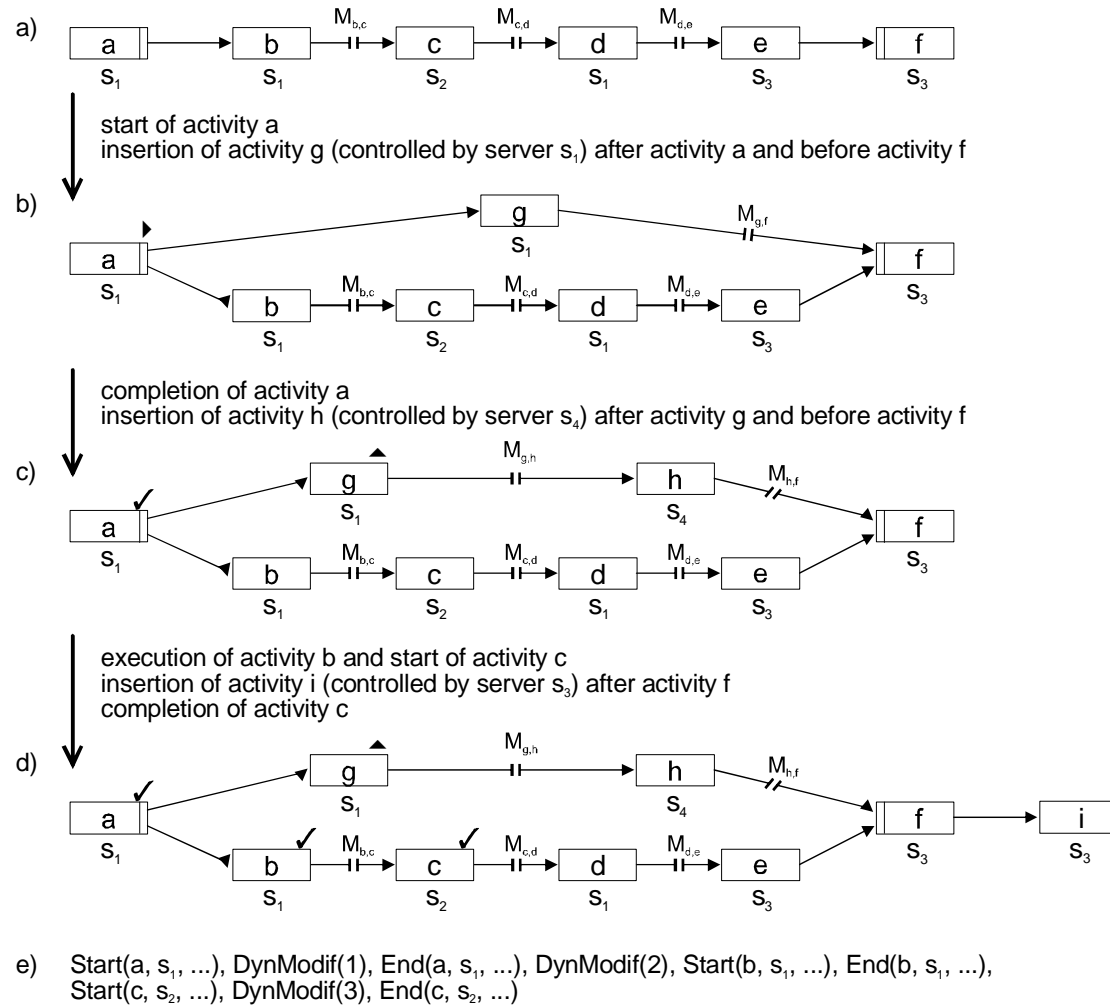 a)
M_b,c M_c,d M_d,e
a b c d e f
s₁ s₁ s₂ s₁ s₃ s₃
start of activity a
insertion of activity g (controlled by server s₁) after activity a and before activity f
b)
g M_g,f
a s₁ f
s₁ M_b,c M_c,d M_d,e s₃
b c d e
s₁ s₂ s₁ s₃
completion of activity a
insertion of activity h (controlled by server s₄) after activity g and before activity f
c)
M_g,h
g h M_h,f
s₁ s₄
a f
s₁ M_b,c M_c,d M_d,e s₃
b c d e
s₁ s₂ s₁ s₃
execution of activity b and start of activity c
insertion of activity i (controlled by server s₃) after activity f
completion of activity c
d)
M_g,h
g h M_h,f
s₁ s₄
a f i
s₁ M_b,c M_c,d M_d,e s₃ s₃
b c d e
s₁ s₂ s₁ s₃
e) Start(a, s₁, ...), DynModif(1), End(a, s₁, ...), DynModif(2), Start(b, s₁, ...), End(b, s₁, ...),
Start(c, s₂, ...), DynModif(3), End(c, s₂, ...)